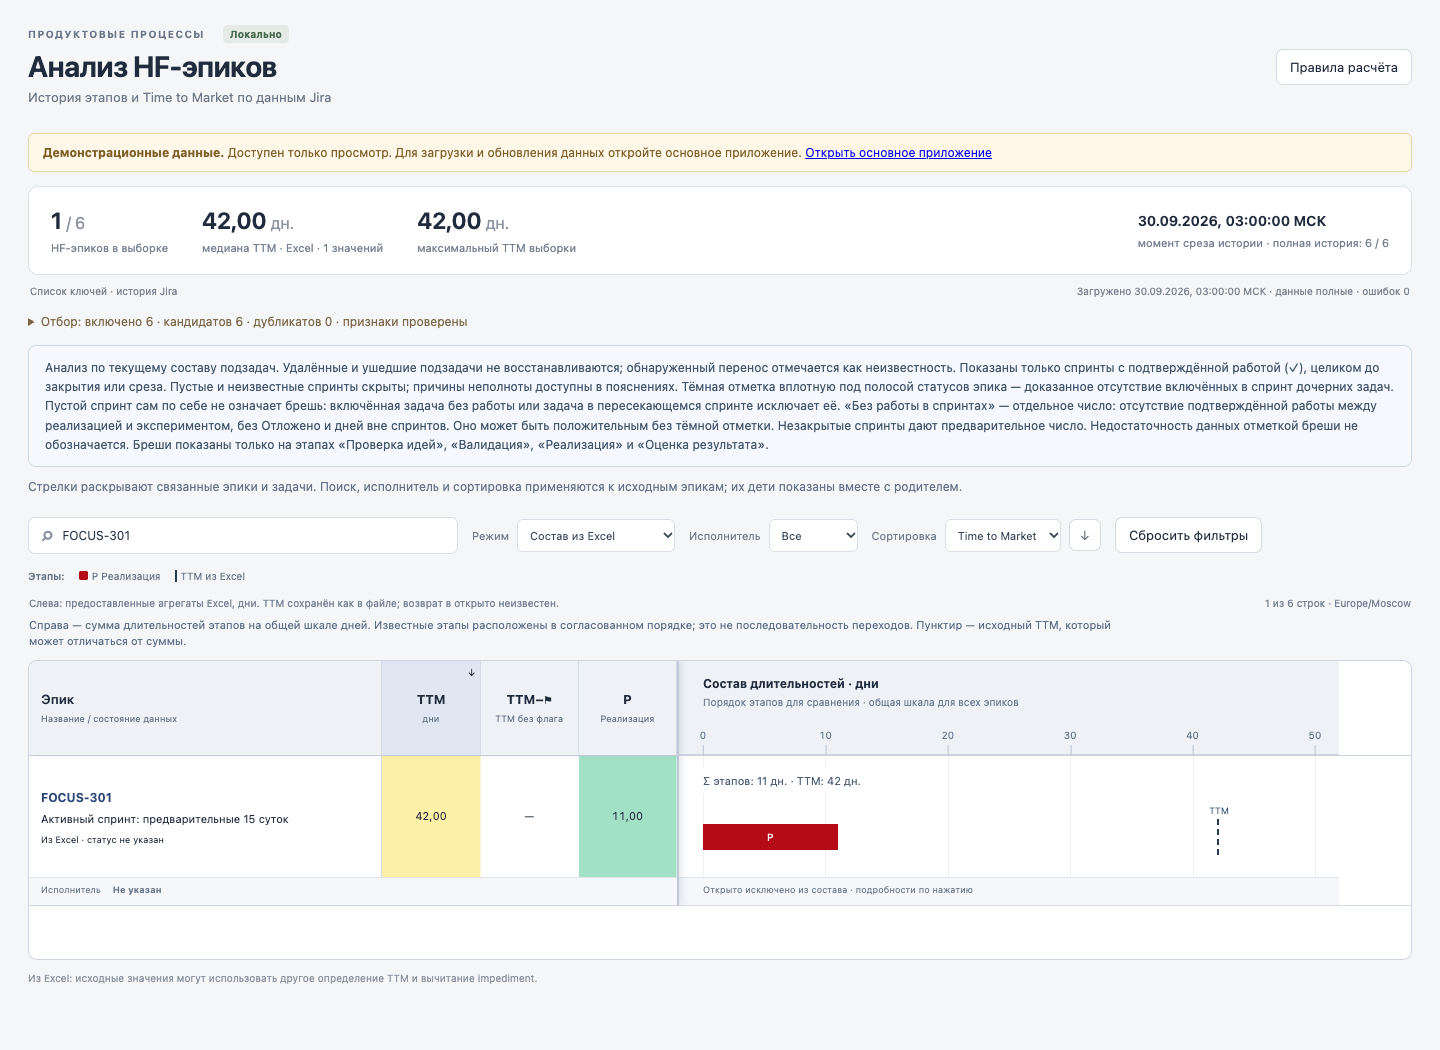 ПРОДУКТОВЫЕ ПРОЦЕССЫ Локально
Анализ HF-эпиков
Правила расчёта
История этапов и Time to Market по данным Jira
Демонстрационные данные. Доступен только просмотр. Для загрузки и обновления данных откройте основное приложение. Открыть основное приложение
1 / 6
HF-эпиков в выборке
42,00 дн.
медиана TTM · Excel · 1 значений
42,00 дн.
максимальный TTM выборки
30.09.2026, 03:00:00 МСК
момент среза истории · полная история: 6 / 6
Список ключей · история Jira
Загружено 30.09.2026, 03:00:00 МСК · данные полные · ошибок 0
▶ Отбор: включено 6 · кандидатов 6 · дубликатов 0 · признаки проверены
Анализ по текущему составу подзадач. Удалённые и ушедшие подзадачи не восстанавливаются; обнаруженный перенос отмечается как неизвестность. Показаны только спринты с подтверждённой работой (✓), целиком до
закрытия или среза. Пустые и неизвестные спринты скрыты; причины неполноты доступны в пояснениях. Тёмная отметка вплотную под полосой статусов эпика — доказанное отсутствие включённых в спринт дочерних задач.
Пустой спринт сам по себе не означает брешь: включённая задача без работы или задача в пересекающемся спринте исключает её. «Без работы в спринтах» — отдельное число: отсутствие подтверждённой работы между
реализацией и экспериментом, без Отложено и дней вне спринтов. Оно может быть положительным без тёмной отметки. Незакрытые спринты дают предварительное число. Недостаточность данных отметкой бреши не
обозначается. Бреши показаны только на этапах «Проверка идей», «Валидация», «Реализация» и «Оценка результата».
Стрелки раскрывают связанные эпики и задачи. Поиск, исполнитель и сортировка применяются к исходным эпикам; их дети показаны вместе с родителем.
FOCUS-301
Режим Состав из Excel
Исполнитель Все
Сортировка Time to Market ↓
Сбросить фильтры
Этапы: Р Реализация TTM из Excel
Слева: предоставленные агрегаты Excel, дни. TTM сохранён как в файле; возврат в открыто неизвестен.
1 из 6 строк · Europe/Moscow
Справа — сумма длительностей этапов на общей шкале дней. Известные этапы расположены в согласованном порядке; это не последовательность переходов. Пунктир — исходный TTM, который
может отличаться от суммы.
Эпик
Название / состояние данных
↓
TTM
дни
TTM−⚑
TTM без флага
Р
Реализация
Состав длительностей · дни
Порядок этапов для сравнения · общая шкала для всех эпиков
0 10 20 30 40 50
FOCUS-301
Активный спринт: предварительные 15 суток
Из Excel · статус не указан
42,00
—
11,00
Σ этапов: 11 дн. · TTM: 42 дн.
Р
TTM
Исполнитель Не указан
Открыто исключено из состава · подробности по нажатию
Из Excel: исходные значения могут использовать другое определение TTM и вычитание impediment.